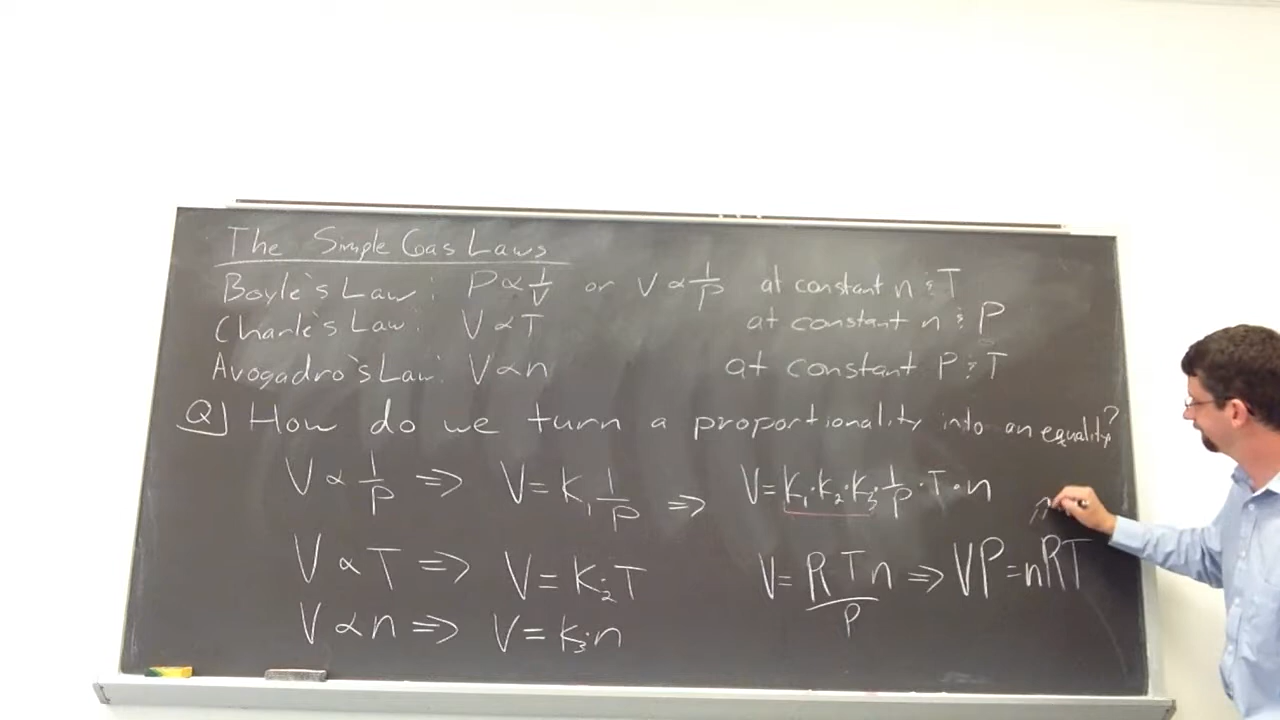 The Simple Gas Laws
Boyle's Law: P ∝ 1/V or V ∝ 1/P at constant n & T
Charle's Law: V ∝ T at constant n & P
Avogadro's Law: V ∝ n at constant P & T
Q) How do we turn a proportionality into an equality?
V ∝ 1/P ⇒ V = K₁ 1/P ⇒ V = K₁·K₂·K₃·1/P·T·n
V ∝ T ⇒ V = K₂·T
V = RTn/P ⇒ VP = nRT
V ∝ n ⇒ V = K₃·n